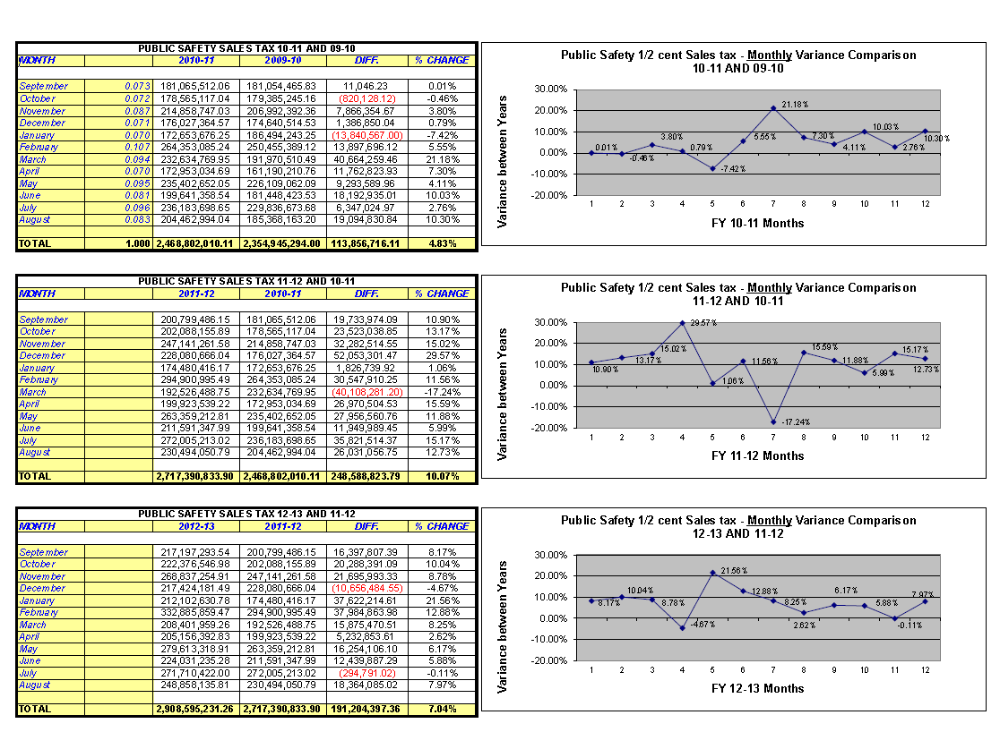 PUBLIC SAFETY SALES TAX 10-11 AND 09-10
MONTH 2010-11 2009-10 DIFF. % CHANGE
September 0.073 181,065,512.06 181,054,465.83 11,046.23 0.01%
October 0.072 178,565,117.04 179,385,245.16 (820,128.12) -0.46%
November 0.087 214,858,747.03 206,992,392.36 7,866,354.67 3.80%
December 0.071 176,027,364.57 174,640,514.53 1,386,850.04 0.79%
January 0.070 172,653,676.25 186,494,243.25 (13,840,567.00) -7.42%
February 0.107 264,353,085.24 250,455,389.12 13,897,696.12 5.55%
March 0.094 232,634,769.95 191,970,510.49 40,664,259.46 21.18%
April 0.070 172,953,034.69 161,190,210.76 11,762,823.93 7.30%
May 0.095 235,402,652.05 226,109,062.09 9,293,589.96 4.11%
June 0.081 199,641,358.54 181,448,423.53 18,192,935.01 10.03%
July 0.096 236,183,698.65 229,836,673.68 6,347,024.97 2.76%
August 0.083 204,462,994.04 185,368,163.20 19,094,830.84 10.30%
TOTAL 1.000 2,468,802,010.11 2,354,945,294.00 113,856,716.11 4.83%
Public Safety 1/2 cent Sales tax - Monthly Variance Comparison
10-11 AND 09-10
Variance between Years
30.00%
20.00%
10.00%
0.00%
-10.00%
-20.00%
0.01% -0.46% 3.80% 0.79% -7.42% 5.55% 21.18% 7.30% 4.11% 10.03% 2.76% 10.30%
1 2 3 4 5 6 7 8 9 10 11 12
FY 10-11 Months
PUBLIC SAFETY SALES TAX 11-12 AND 10-11
MONTH 2011-12 2010-11 DIFF. % CHANGE
September 200,799,486.15 181,065,512.06 19,733,974.09 10.90%
October 202,088,155.89 178,565,117.04 23,523,038.85 13.17%
November 247,141,261.58 214,858,747.03 32,282,514.55 15.02%
December 228,080,666.04 176,027,364.57 52,053,301.47 29.57%
January 174,480,416.17 172,653,676.25 1,826,739.92 1.06%
February 294,900,995.49 264,353,085.24 30,547,910.25 11.56%
March 192,526,488.75 232,634,769.95 (40,108,281.20) -17.24%
April 199,923,539.22 172,953,034.69 26,970,504.53 15.59%
May 263,359,212.81 235,402,652.05 27,956,560.76 11.88%
June 211,591,347.99 199,641,358.54 11,949,989.45 5.99%
July 272,005,213.02 236,183,698.65 35,821,514.37 15.17%
August 230,494,050.79 204,462,994.04 26,031,056.75 12.73%
TOTAL 2,717,390,833.90 2,468,802,010.11 248,588,823.79 10.07%
Public Safety 1/2 cent Sales tax - Monthly Variance Comparison
11-12 AND 10-11
Variance between Years
30.00%
20.00%
10.00%
0.00%
-10.00%
-20.00%
10.90% 13.17% 15.02% 29.57% 1.06% 11.56% -17.24% 15.59% 11.88% 5.99% 15.17% 12.73%
1 2 3 4 5 6 7 8 9 10 11 12
FY 11-12 Months
PUBLIC SAFETY SALES TAX 12-13 AND 11-12
MONTH 2012-13 2011-12 DIFF. % CHANGE
September 217,197,293.54 200,799,486.15 16,397,807.39 8.17%
October 222,376,546.98 202,088,155.89 20,288,391.09 10.04%
November 268,837,254.91 247,141,261.58 21,695,993.33 8.78%
December 217,424,181.49 228,080,666.04 (10,656,484.55) -4.67%
January 212,102,630.78 174,480,416.17 37,622,214.61 21.56%
February 332,885,859.47 294,900,995.49 37,984,863.98 12.88%
March 208,401,959.26 192,526,488.75 15,875,470.51 8.25%
April 205,156,392.83 199,923,539.22 5,232,853.61 2.62%
May 279,613,318.91 263,359,212.81 16,254,106.10 6.17%
June 224,031,235.28 211,591,347.99 12,439,887.29 5.88%
July 271,710,422.00 272,005,213.02 (294,791.02) -0.11%
August 248,858,135.81 230,494,050.79 18,364,085.02 7.97%
TOTAL 2,908,595,231.26 2,717,390,833.90 191,204,397.36 7.04%
Public Safety 1/2 cent Sales tax - Monthly Variance Comparison
12-13 AND 11-12
Variance between Years
30.00%
20.00%
10.00%
0.00%
-10.00%
-20.00%
8.17% 10.04% 8.78% -4.67% 21.56% 12.88% 8.25% 2.62% 6.17% 5.88% -0.11% 7.97%
1 2 3 4 5 6 7 8 9 10 11 12
FY 12-13 Months